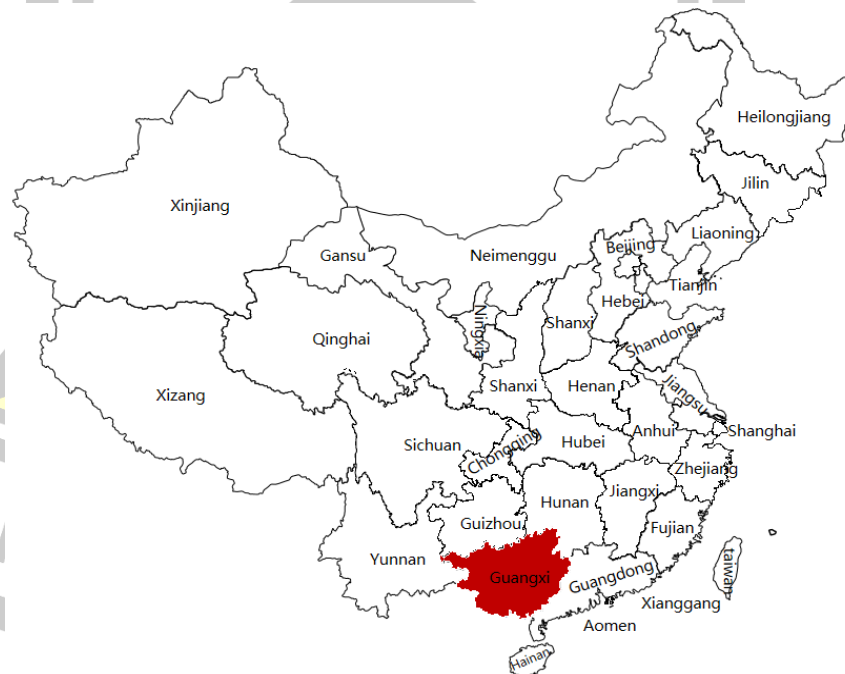 Heilongjiang
Jilin
Xinjiang
Liaoning
Beijing
Gansu
Neimenggu
Tianjin
Hebei
Ningxia
Shanxi
Qinghai
Shandong
Shanxi
Henan
Xizang
Jiangsu
Anhui
Shanghai
Sichuan
Chongqing
Hubei
Zhejiang
Jiangxi
Hunan
Guizhou
Fujian
Yunnan
Guangxi
Guangdong
taiwan
Xianggang
Aomen
Hainan